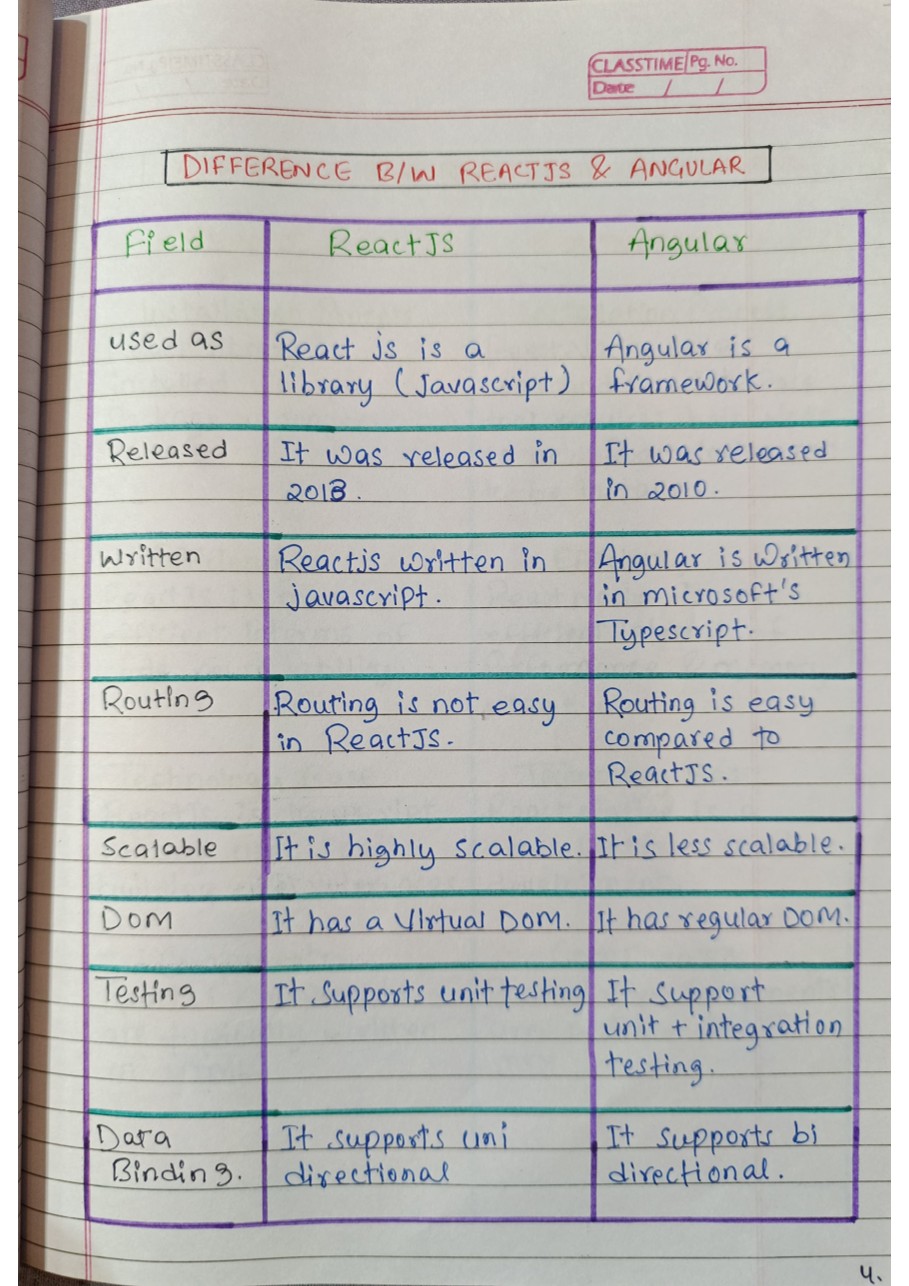 CLASSTIME Pg. No.
Date / /
DIFFERENCE B/W REACTJS & ANGULAR
Field ReactJS Angular
used as React js is a Angular is a
library (Javascript) framework.
Released It was released in It was released
2013. in 2010.
Written Reactjs written in Angular is Written
javascript. in microsoft's
Typescript.
Routing Routing is not easy Routing is easy
in ReactJS. compared to
ReactJS.
Scalable It is highly scalable. It is less scalable.
DOM It has a Virtual DOM. It has regular DOM.
Testing It supports unit testing It support
unit + integration
testing.
Data It supports uni It supports bi
Binding. directional directional.
4.